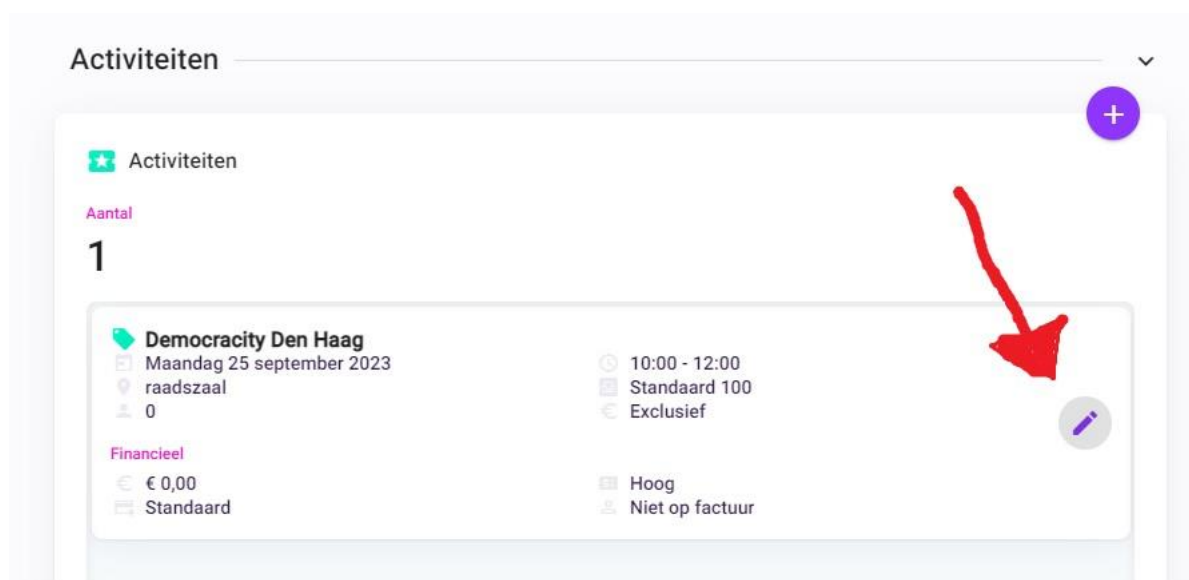 Activiteiten
Activiteiten
Aantal
1
Democracity Den Haag
Maandag 25 september 2023
10:00 - 12:00
raadszaal
Standaard 100
0
Exclusief
Financieel
€ 0,00
Hoog
Standaard
Niet op factuur